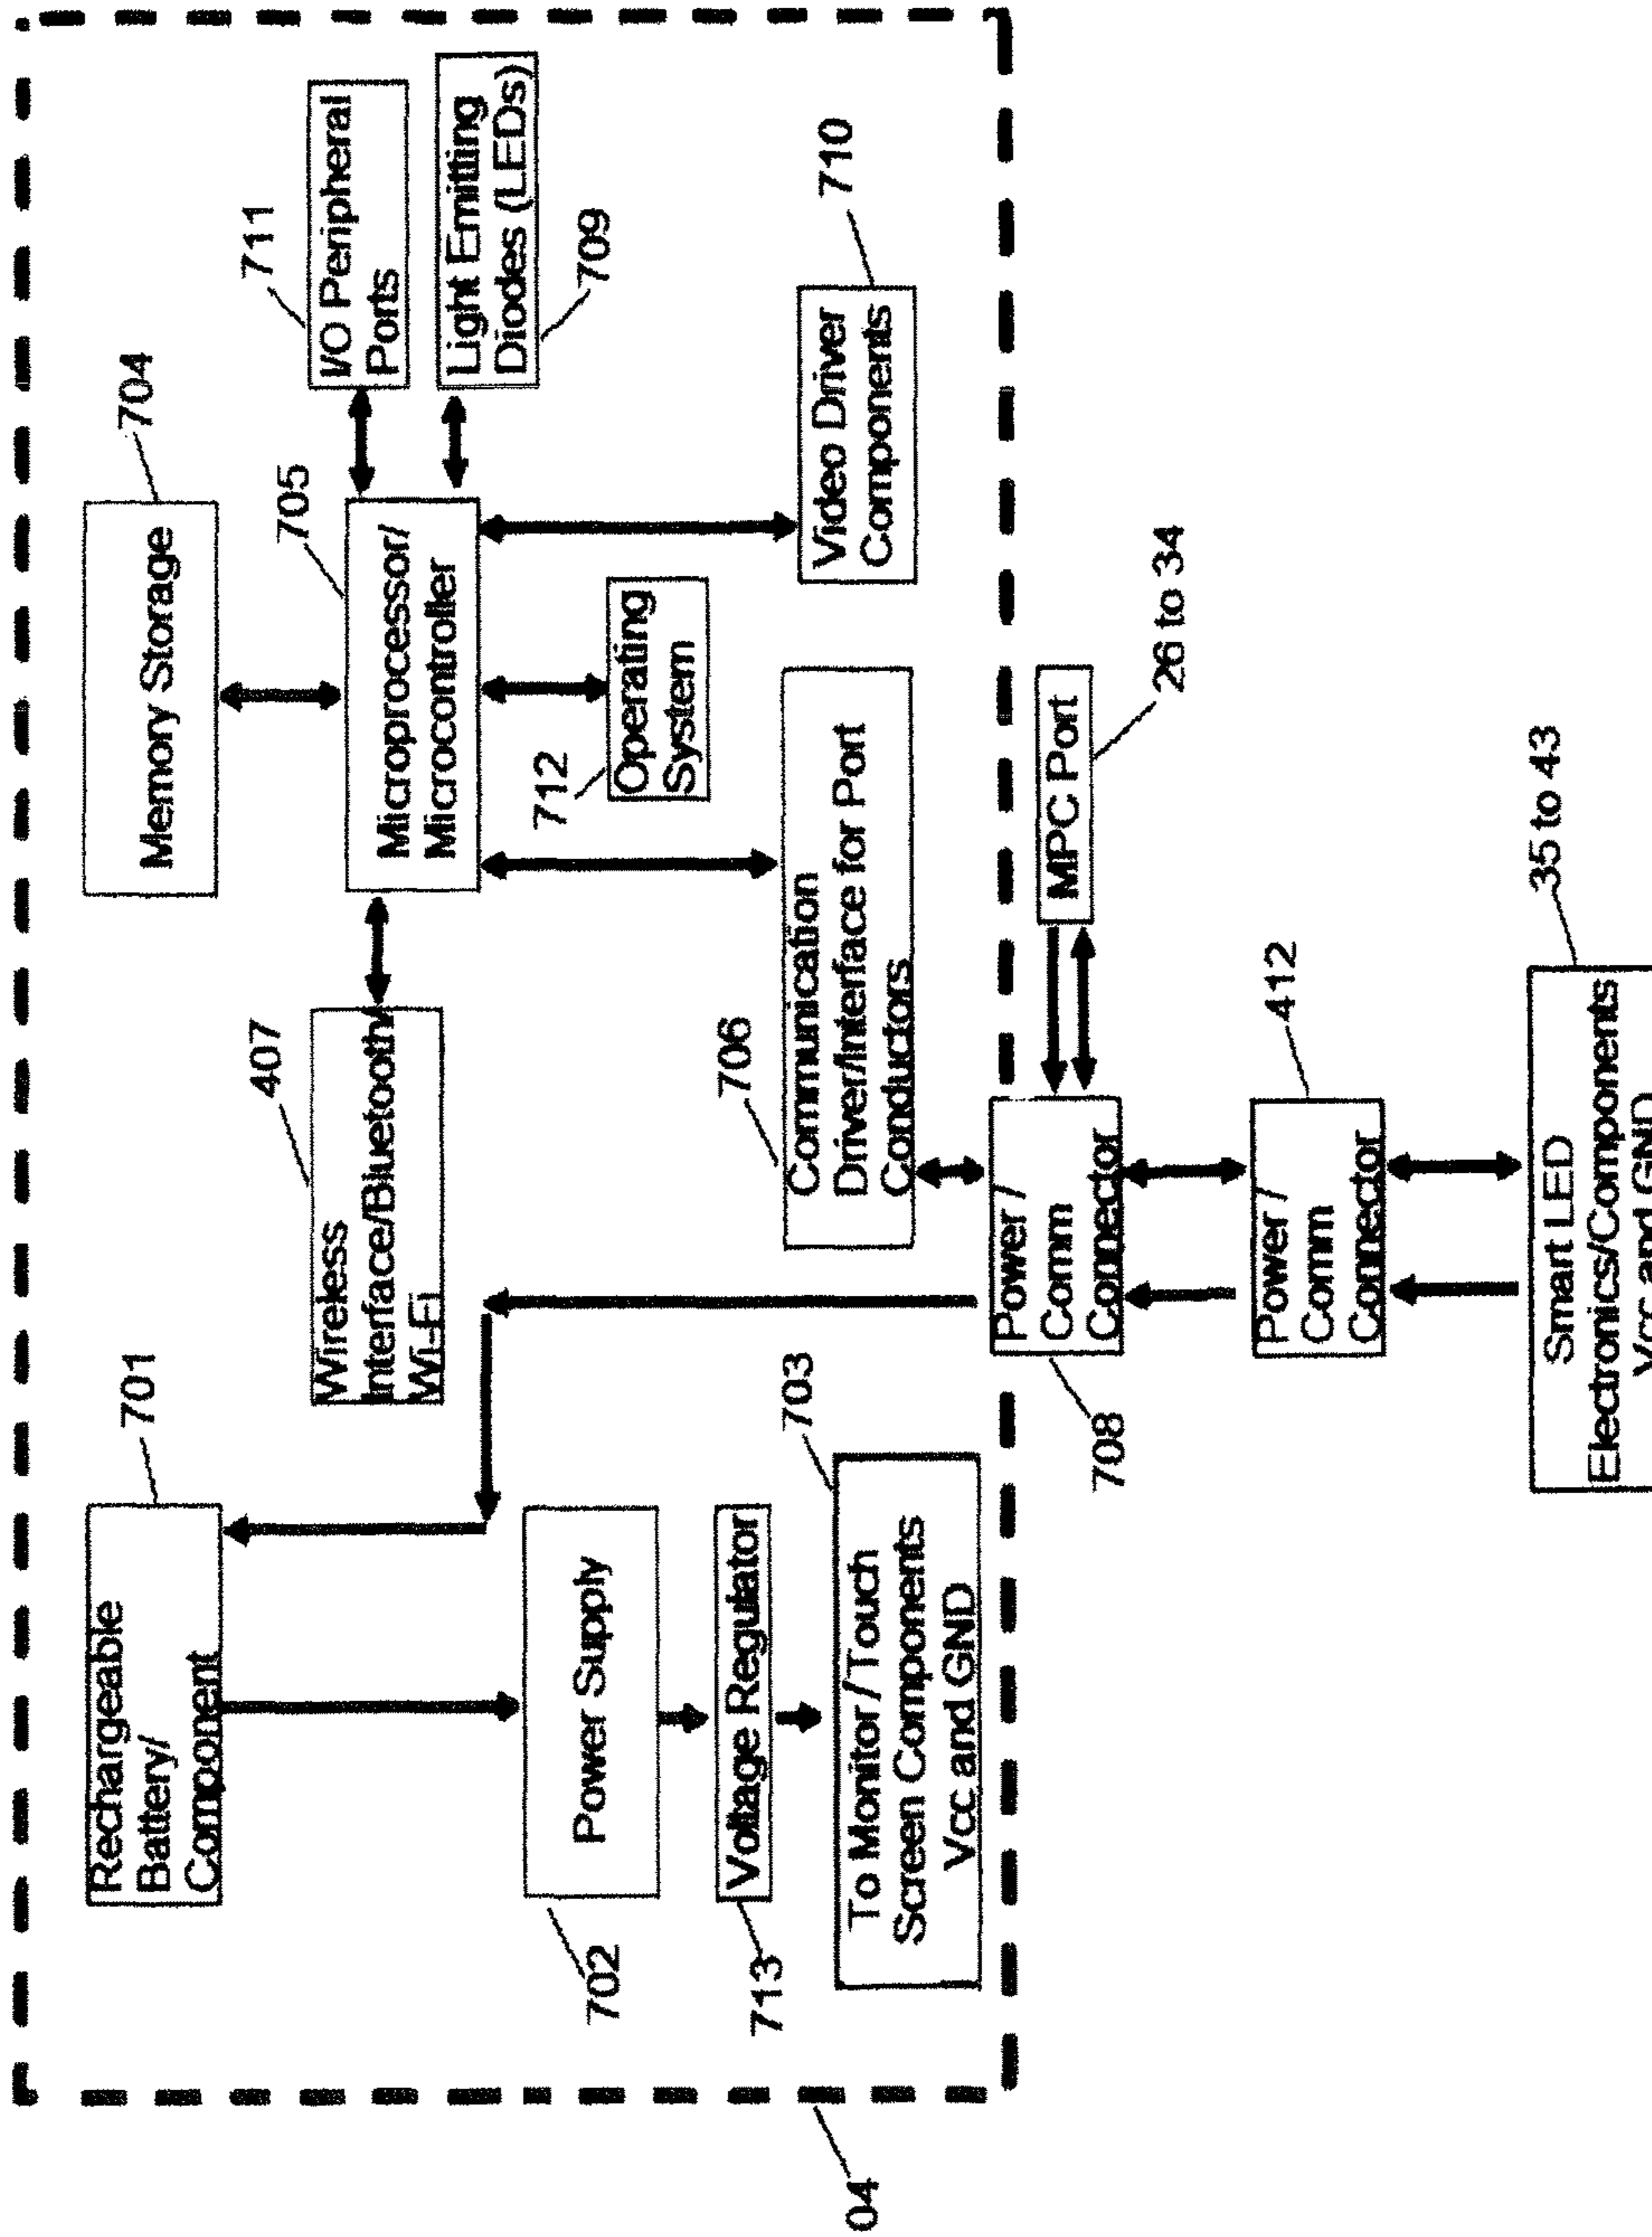 701
Rechargeable
Battery/
Component
704
Memory Storage
407
Wireless
Interface/Bluetooth/
Wi-Fi
705
Microprocessor/
Microcontroller
711
I/O Peripheral
Ports
Light Emitting
Diodes (LEDs)
709
702
Power Supply
712
Operating
System
713
Voltage Regulator
706
Communication
Driver/Interface for Port
Conductors
710
Video Driver
Components
703
To Monitor/Touch
Screen Components
Vcc and GND
04
708
Power /
Comm
Connector
MPC Port
26 to 34
412
Power /
Comm
Connector
35 to 43
Smart LED
Electronics/Components
Vcc and GND